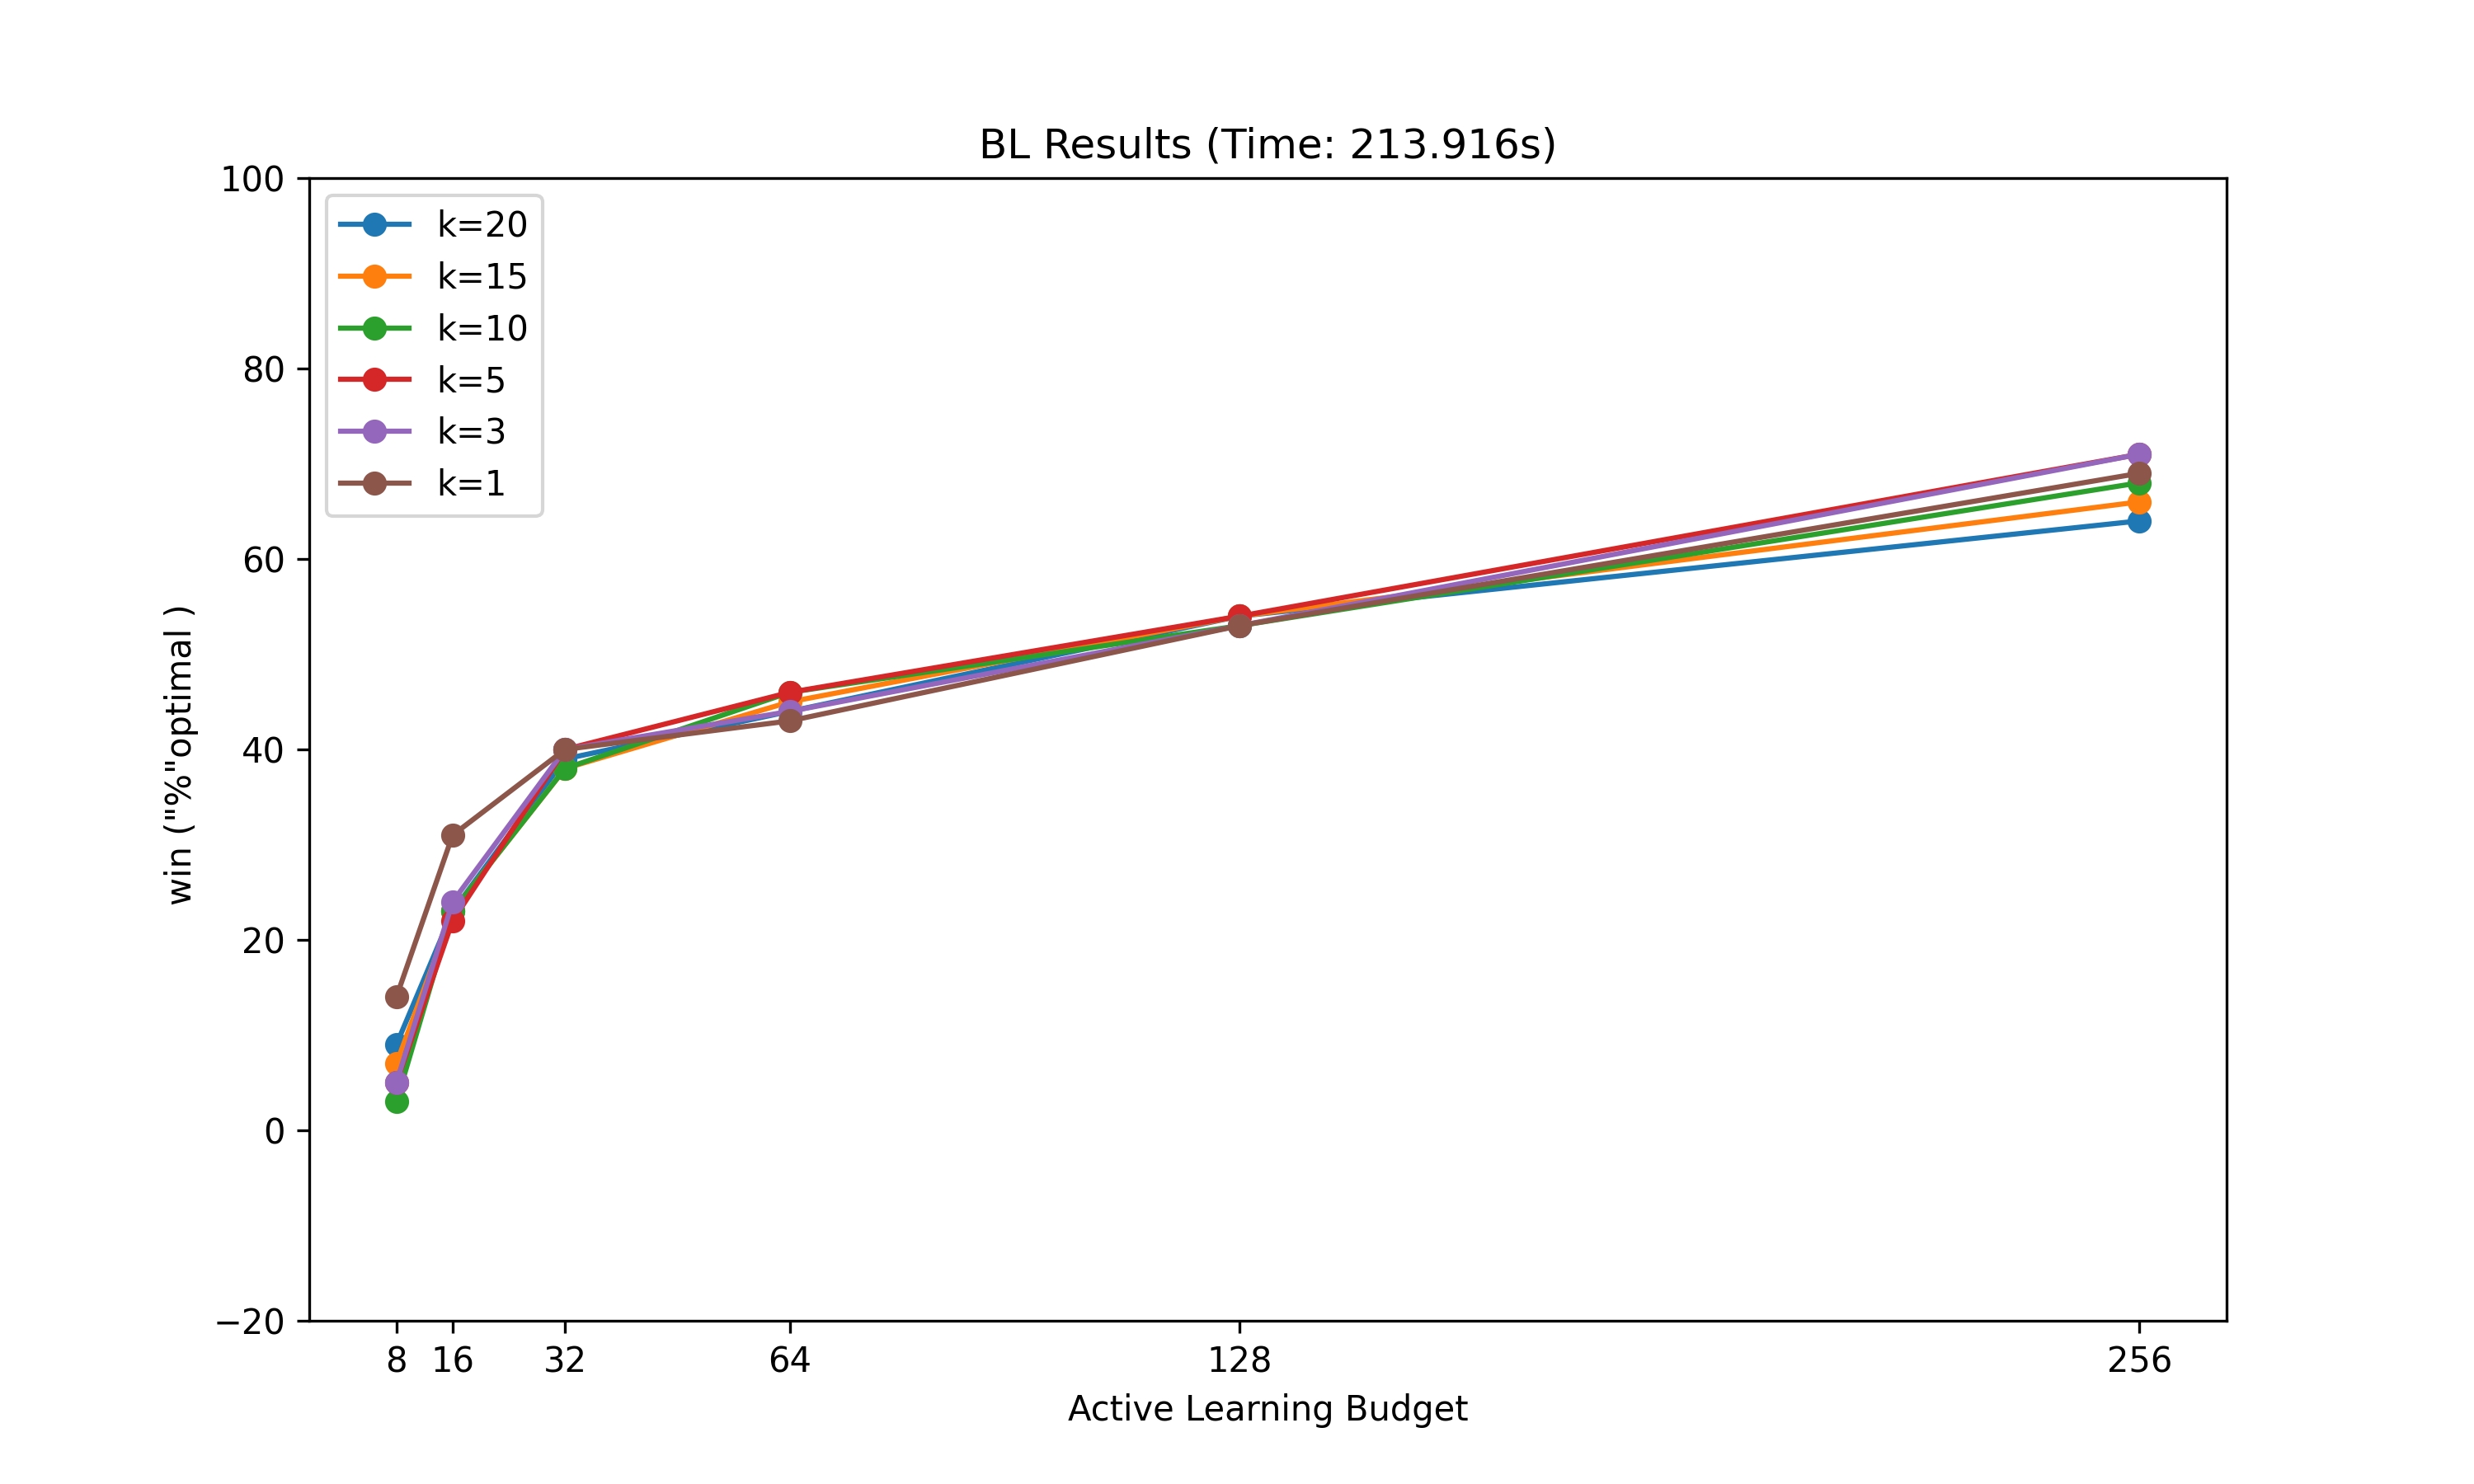 BL Results (Time: 213.916s)
100
80
60
40
20
0
−20
win ("%"optimal )
k=20
k=15
k=10
k=5
k=3
k=1
8 16 32 64 128 256
Active Learning Budget